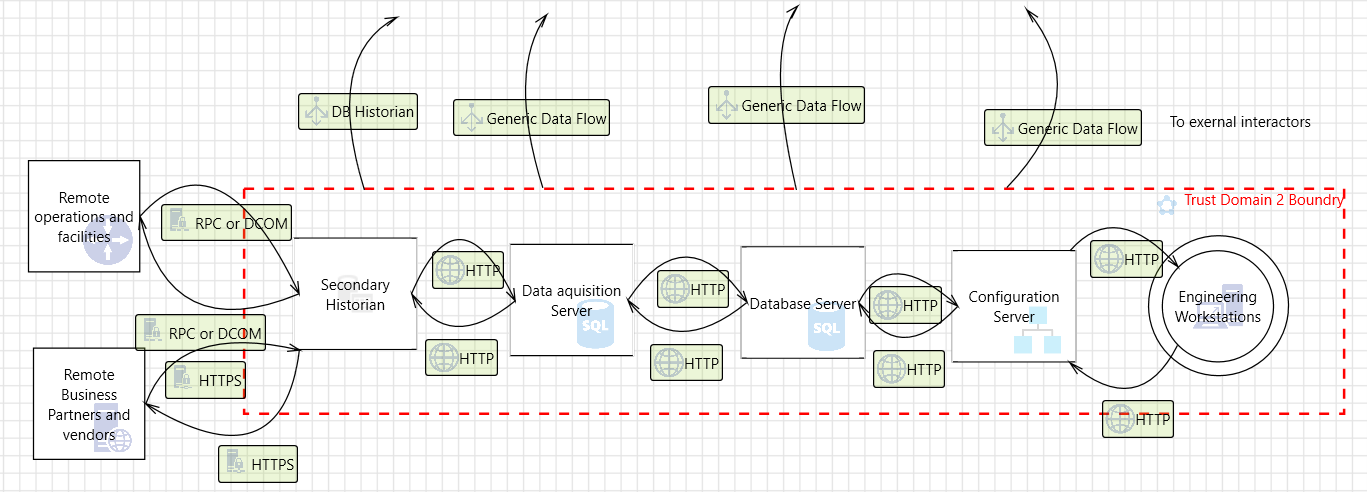 DB Historian
Generic Data Flow
Generic Data Flow
Generic Data Flow
To exernal interactors
Remote
operations and
facilities
RPC or DCOM
Trust Domain 2 Boundry
Secondary
Historian
HTTP
Data aquisition
Server
SQL
HTTP
Database Server
SQL
HTTP
Configuration
Server
HTTP
Engineering
Workstations
RPC or DCOM
HTTP
HTTP
HTTP
HTTP
Remote
Business
Partners and
vendors
HTTPS
HTTPS